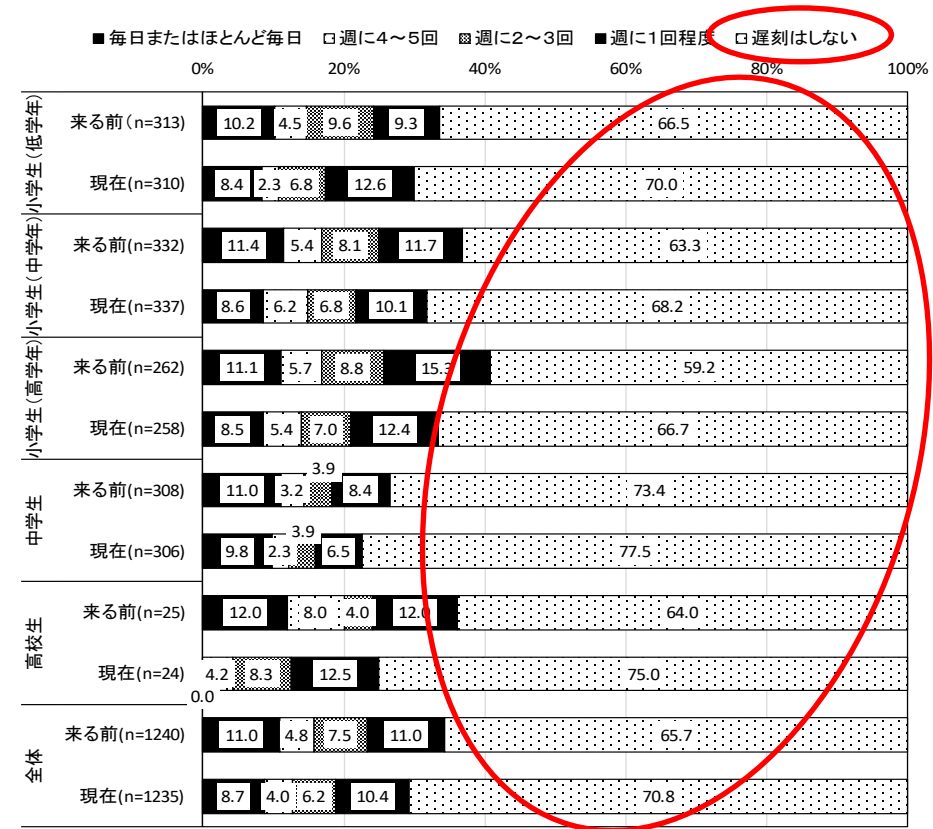 ■毎日またはほとんど毎日 □週に4～5回 ▩週に2～3回 ■週に1回程度 □遅刻はしない
0% 20% 40% 60% 80% 100%
小学生(低学年)
来る前(n=313) 10.2 4.5 9.6 9.3 66.5
現在(n=310) 8.4 2.3 6.8 12.6 70.0
小学生(中学年)
来る前(n=332) 11.4 5.4 8.1 11.7 63.3
現在(n=337) 8.6 6.2 6.8 10.1 68.2
小学生(高学年)
来る前(n=262) 11.1 5.7 8.8 15.3 59.2
現在(n=258) 8.5 5.4 7.0 12.4 66.7
中学生
来る前(n=308) 11.0 3.2 3.9 8.4 73.4
現在(n=306) 9.8 2.3 3.9 6.5 77.5
高校生
来る前(n=25) 12.0 8.0 4.0 12.0 64.0
現在(n=24) 0.0 4.2 8.3 12.5 75.0
全体
来る前(n=1240) 11.0 4.8 7.5 11.0 65.7
現在(n=1235) 8.7 4.0 6.2 10.4 70.8